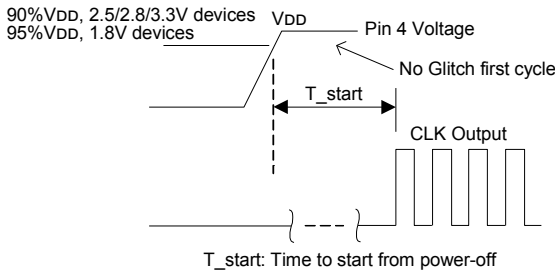 90%VDD, 2.5/2.8/3.3V devices
95%VDD, 1.8V devices
VDD
Pin 4 Voltage
No Glitch first cycle
T_start
CLK Output
T_start: Time to start from power-off